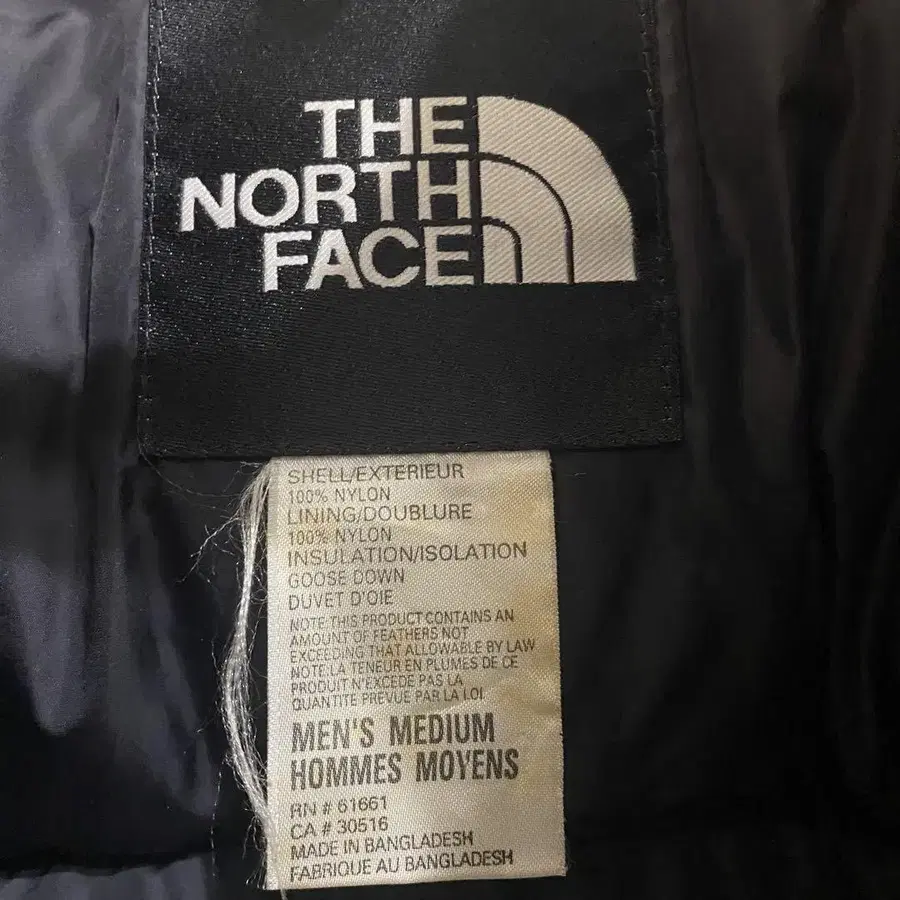 THE
NORTH
FACE
SHELL/EXTERIEUR
100% NYLON
LINING/DOUBLURE
100% NYLON
INSULATION/ISOLATION
GOOSE DOWN
DUVET D'OIE
NOTE:THIS PRODUCT CONTAINS AN
AMOUNT OF FEATHERS NOT
EXCEEDING THAT ALLOWABLE BY LAW
NOTE:LA TENEUR EN PLUMES DE CE
PRODUIT N'EXCEDE PAS LA
QUANTITE PREVUE PAR LA LOI
MEN'S MEDIUM
HOMMES MOYENS
RN # 61661
CA # 30516
MADE IN BANGLADESH
FABRIQUE AU BANGLADESH